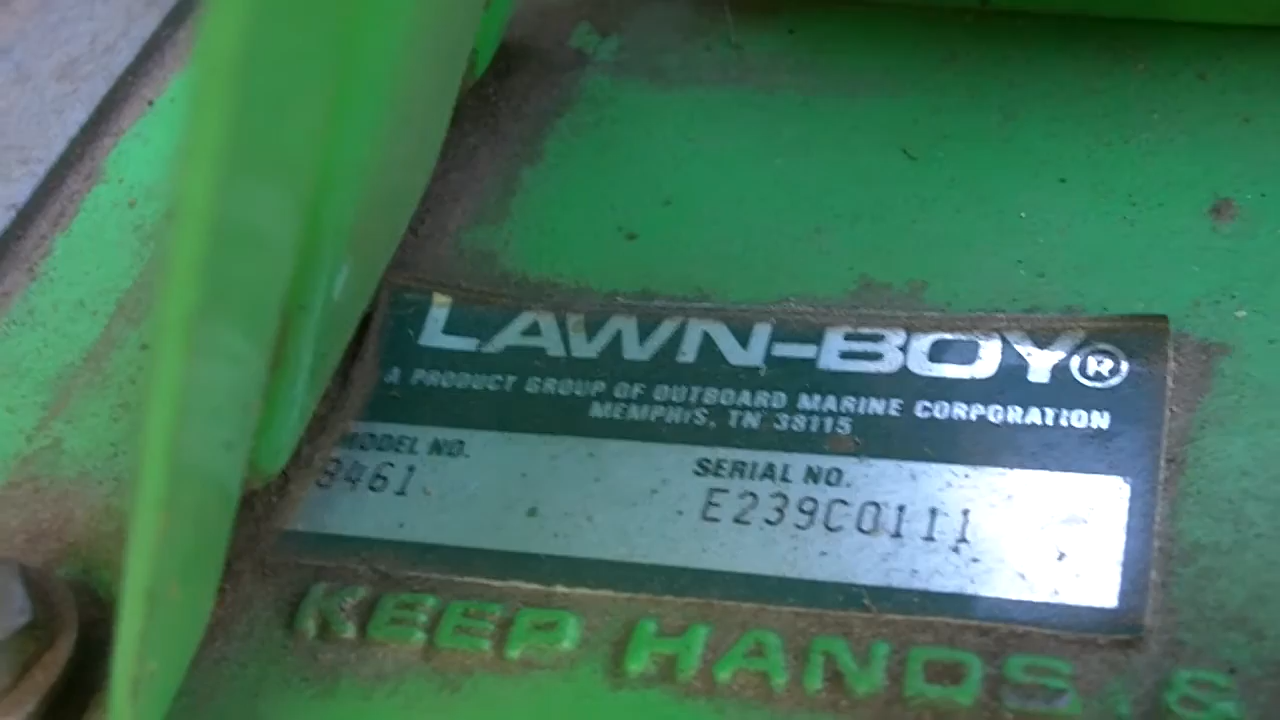 LAWN-BOY®
A PRODUCT GROUP OF OUTBOARD MARINE CORPORATION
MEMPHIS, TN 38115
MODEL NO. SERIAL NO.
8461 E239C0111
KEEP HANDS &